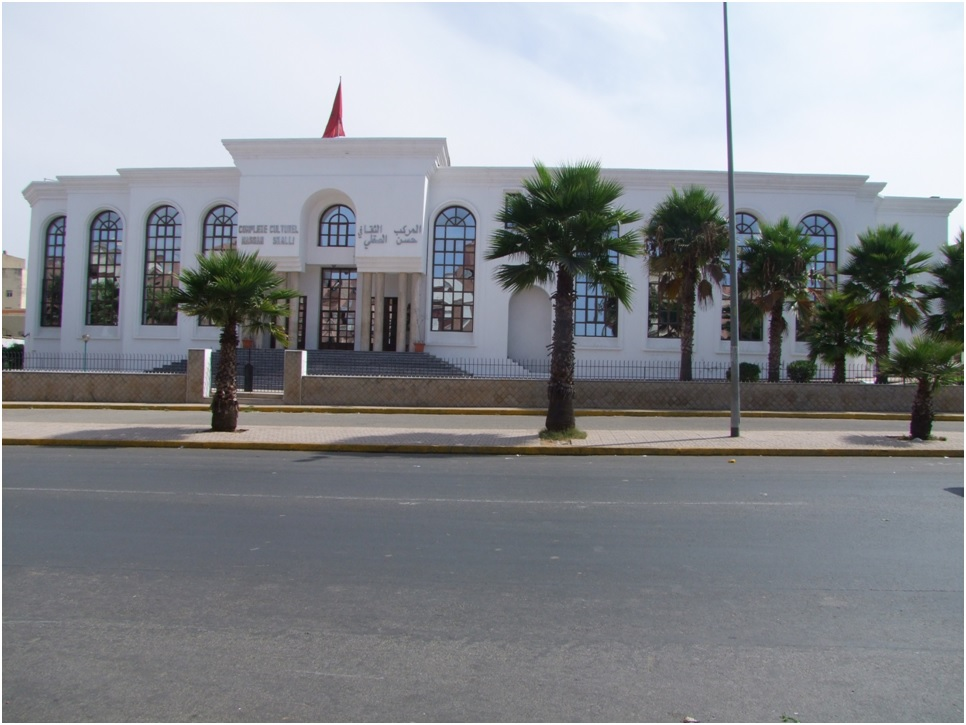 COMPLEXE CULTUREL
HASSAN SKALLI
المركب الثقافي
حسن الصقلي